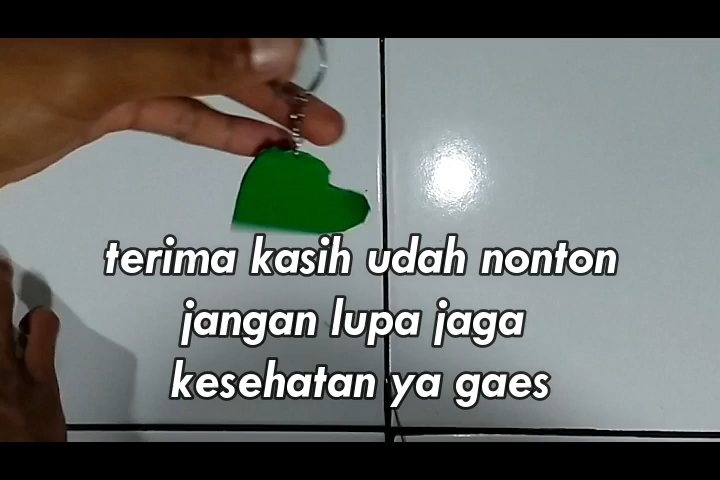 terima kasih udah nonton
jangan lupa jaga
kesehatan ya gaes